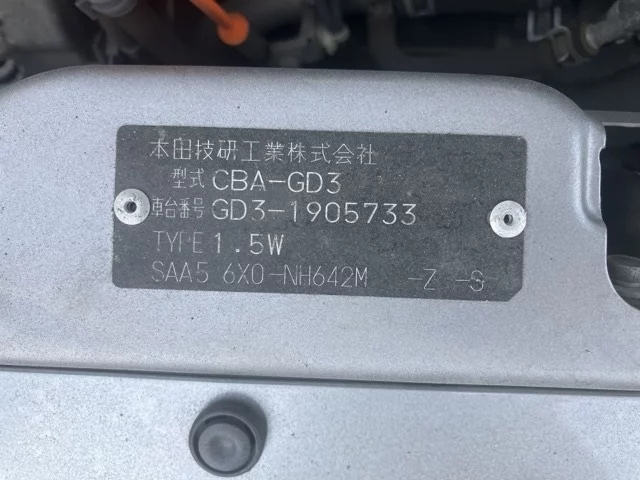 本田技研工業株式会社
型式 CBA-GD3
車台番号 GD3-1905733
TYPE 1.5W
SAA5 6X0-NH642M -Z -S-